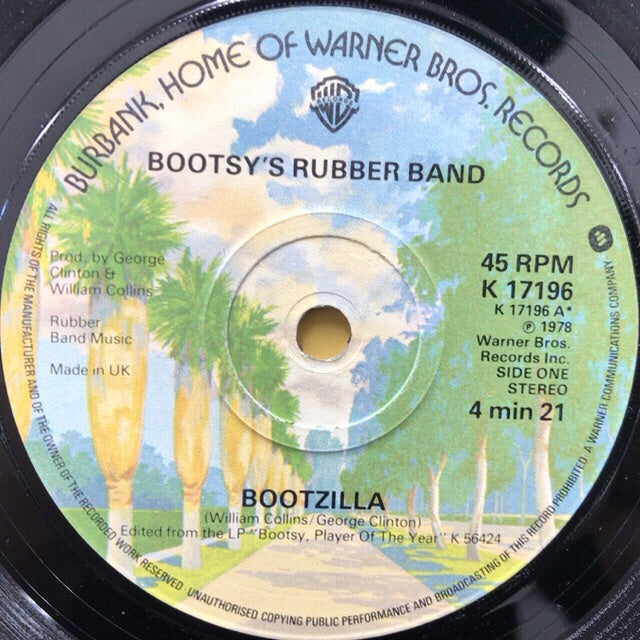 BURBANK, HOME OF WARNER BROS. RECORDS
BOOTSY'S RUBBER BAND
Prod. by George
Clinton &
William Collins
Rubber
Band Music
Made in UK
45 RPM
K 17196
K 17196 A*
℗ 1978
Warner Bros.
Records Inc.
SIDE ONE
STEREO
4 min 21
BOOTZILLA
(William Collins/George Clinton)
Edited from the LP "Bootsy, Player Of The Year" K 56424
ALL RIGHTS OF THE MANUFACTURER AND OF THE OWNER OF THE RECORDED WORK RESERVED UNAUTHORISED COPYING PUBLIC PERFORMANCE AND BROADCASTING OF THIS RECORD PROHIBITED · A WARNER COMMUNICATIONS COMPANY